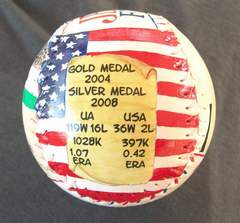 GOLD MEDAL
2004
SILVER MEDAL
2008
UA USA
119W 16L 36W 2L
1028K 397K
1.07 0.42
ERA ERA